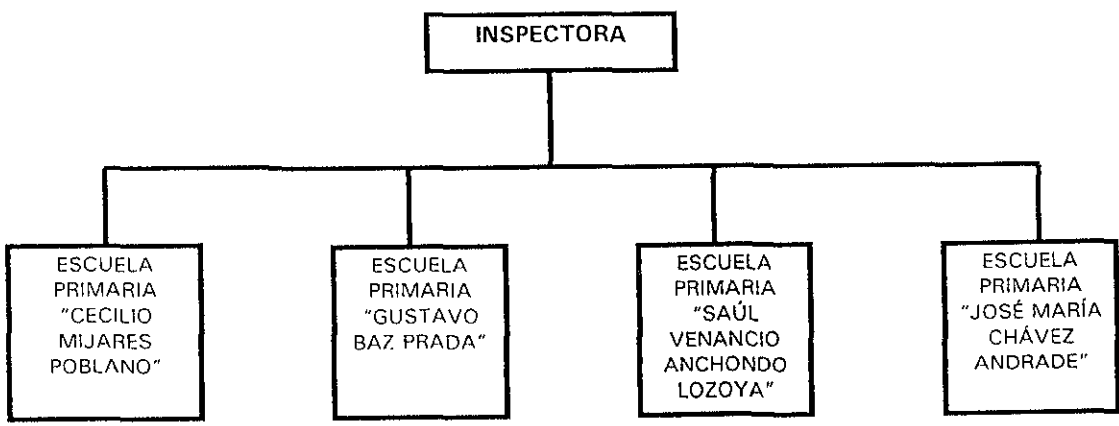 INSPECTORA
ESCUELA
PRIMARIA
"CECILIO
MIJARES
POBLANO"
ESCUELA
PRIMARIA
"GUSTAVO
BAZ PRADA"
ESCUELA
PRIMARIA
"SAÚL
VENANCIO
ANCHONDO
LOZOYA"
ESCUELA
PRIMARIA
"JOSÉ MARÍA
CHÁVEZ
ANDRADE"